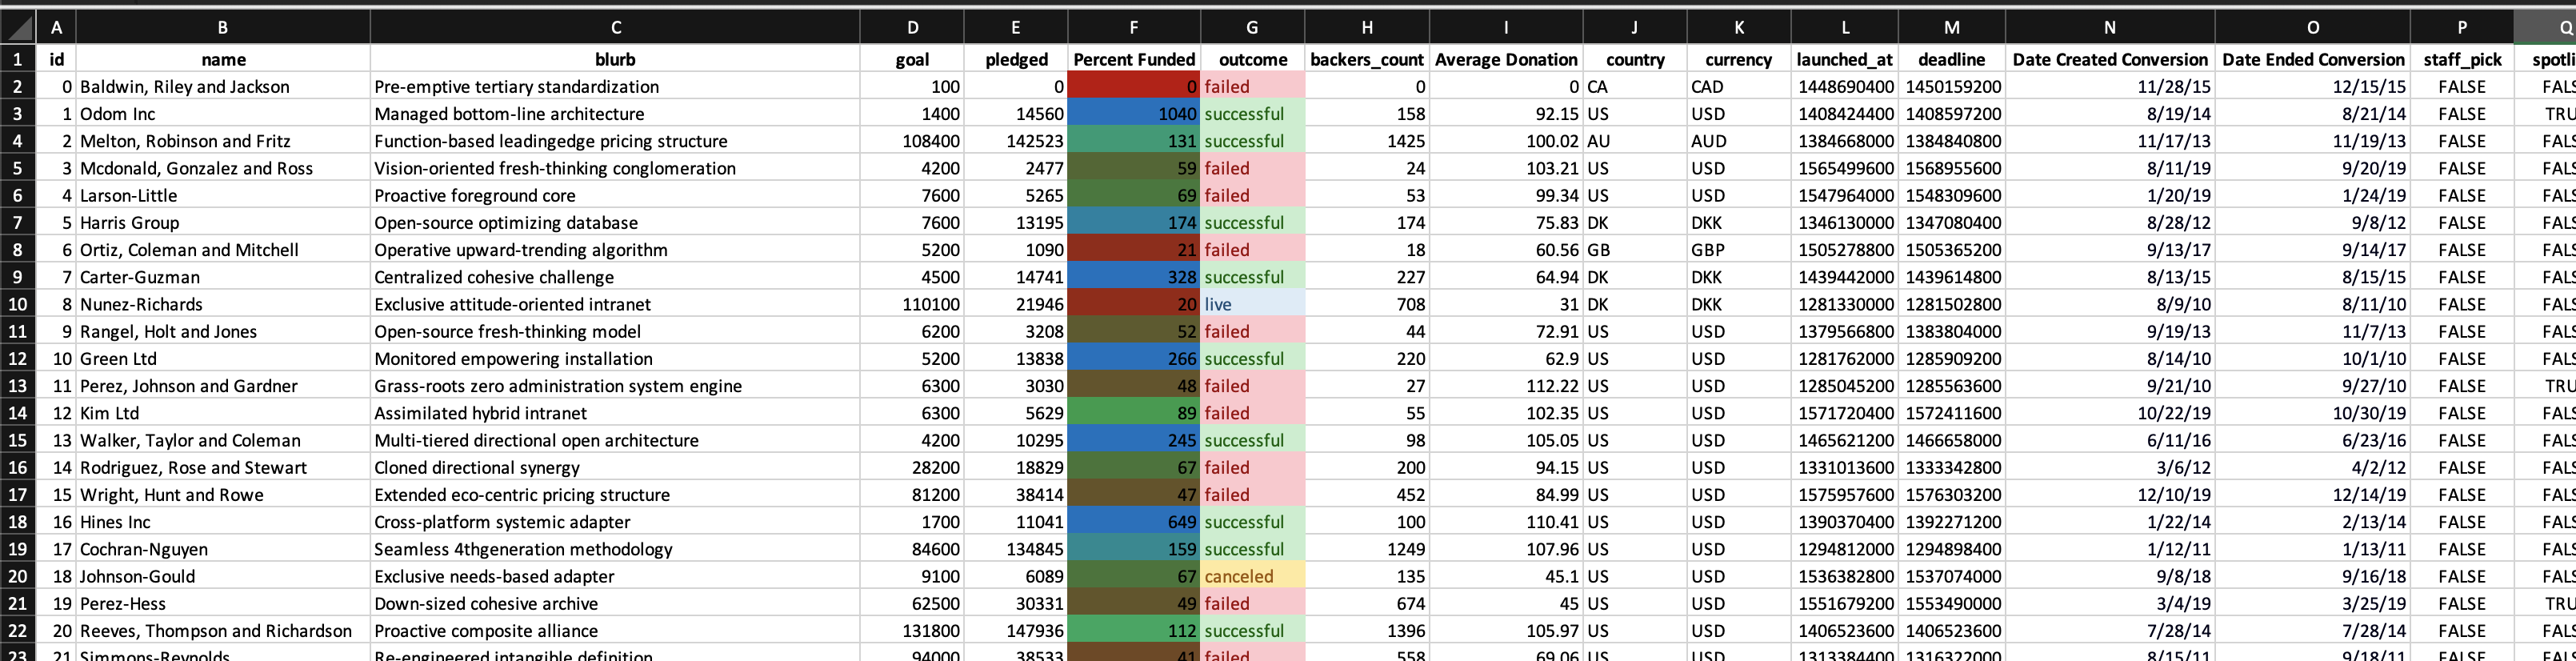 A B C D E F G H I J K L M N O P Q
1 id name blurb goal pledged Percent Funded outcome backers_count Average Donation country currency launched_at deadline Date Created Conversion Date Ended Conversion staff_pick
2 0 Baldwin, Riley and Jackson Pre-emptive tertiary standardization 100 0 0 failed 0 0 CA CAD 1448690400 1450159200 11/28/15 12/15/15 FALSE
3 1 Odom Inc Managed bottom-line architecture 1400 14560 1040 successful 158 92.15 US USD 1408424400 1408597200 8/19/14 8/21/14 FALSE
4 2 Melton, Robinson and Fritz Function-based leadingedge pricing structure 108400 142523 131 successful 1425 100.02 AU AUD 1384668000 1384840800 11/17/13 11/19/13 FALSE
5 3 Mcdonald, Gonzalez and Ross Vision-oriented fresh-thinking conglomeration 4200 2477 59 failed 24 103.21 US USD 1565499600 1568955600 8/11/19 9/20/19 FALSE
6 4 Larson-Little Proactive foreground core 7600 5265 69 failed 53 99.34 US USD 1547964000 1548309600 1/20/19 1/24/19 FALSE
7 5 Harris Group Open-source optimizing database 7600 13195 174 successful 174 75.83 DK DKK 1346130000 1347080400 8/28/12 9/8/12 FALSE
8 6 Ortiz, Coleman and Mitchell Operative upward-trending algorithm 5200 1090 21 failed 18 60.56 GB GBP 1505278800 1505365200 9/13/17 9/14/17 FALSE
9 7 Carter-Guzman Centralized cohesive challenge 4500 14741 328 successful 227 64.94 DK DKK 1439442000 1439614800 8/13/15 8/15/15 FALSE
10 8 Nunez-Richards Exclusive attitude-oriented intranet 110100 21946 20 live 708 31 DK DKK 1281330000 1281502800 8/9/10 8/11/10 FALSE
11 9 Rangel, Holt and Jones Open-source fresh-thinking model 6200 3208 52 failed 44 72.91 US USD 1379566800 1383804000 9/19/13 11/7/13 FALSE
12 10 Green Ltd Monitored empowering installation 5200 13838 266 successful 220 62.9 US USD 1281762000 1285909200 8/14/10 10/1/10 FALSE
13 11 Perez, Johnson and Gardner Grass-roots zero administration system engine 6300 3030 48 failed 27 112.22 US USD 1285045200 1285563600 9/21/10 9/27/10 FALSE
14 12 Kim Ltd Assimilated hybrid intranet 6300 5629 89 failed 55 102.35 US USD 1571720400 1572411600 10/22/19 10/30/19 FALSE
15 13 Walker, Taylor and Coleman Multi-tiered directional open architecture 4200 10295 245 successful 98 105.05 US USD 1465621200 1466658000 6/11/16 6/23/16 FALSE
16 14 Rodriguez, Rose and Stewart Cloned directional synergy 28200 18829 67 failed 200 94.15 US USD 1331013600 1333342800 3/6/12 4/2/12 FALSE
17 15 Wright, Hunt and Rowe Extended eco-centric pricing structure 81200 38414 47 failed 452 84.99 US USD 1575957600 1576303200 12/10/19 12/14/19 FALSE
18 16 Hines Inc Cross-platform systemic adapter 1700 11041 649 successful 100 110.41 US USD 1390370400 1392271200 1/22/14 2/13/14 FALSE
19 17 Cochran-Nguyen Seamless 4thgeneration methodology 84600 134845 159 successful 1249 107.96 US USD 1294812000 1294898400 1/12/11 1/13/11 FALSE
20 18 Johnson-Gould Exclusive needs-based adapter 9100 6089 67 canceled 135 45.1 US USD 1536382800 1537074000 9/8/18 9/16/18 FALSE
21 19 Perez-Hess Down-sized cohesive archive 62500 30331 49 failed 674 45 US USD 1551679200 1553490000 3/4/19 3/25/19 FALSE
22 20 Reeves, Thompson and Richardson Proactive composite alliance 131800 147936 112 successful 1396 105.97 US USD 1406523600 1406523600 7/28/14 7/28/14 FALSE
23 21 Simmons-Reynolds Re-engineered intangible definition 94000 38533 41 failed 558 69.06 US USD 1313384400 1316322000 8/15/11 9/18/11 FALSE